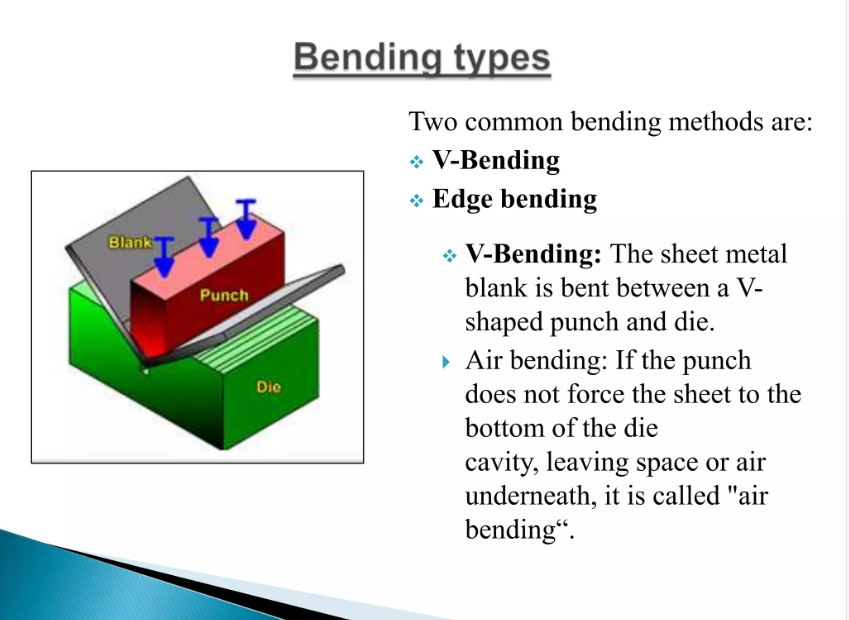 Bending types
Two common bending methods are:
V-Bending
Edge bending
V-Bending: The sheet metal
blank is bent between a V-
shaped punch and die.
Air bending: If the punch
does not force the sheet to the
bottom of the die
cavity, leaving space or air
underneath, it is called "air
bending“.
Blank
Punch
Die